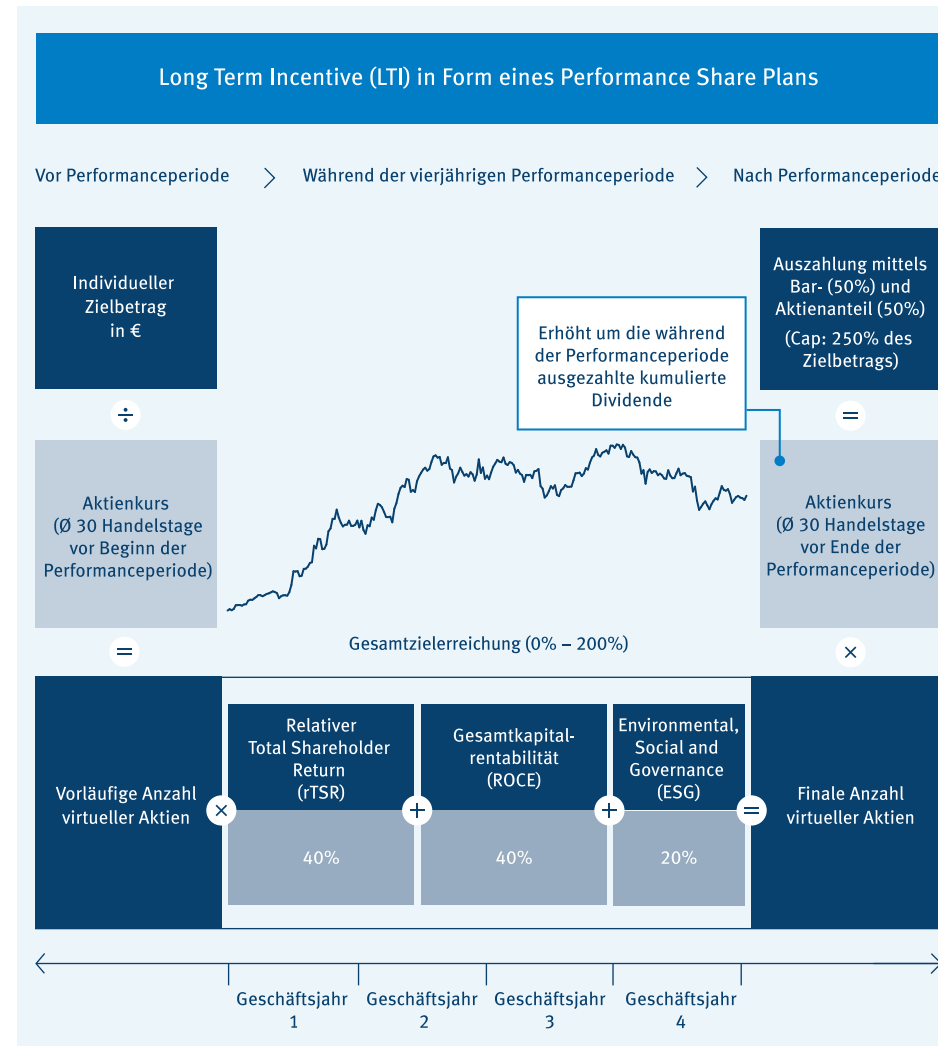 Long Term Incentive (LTI) in Form eines Performance Share Plans
Vor Performanceperiode > Während der vierjährigen Performanceperiode > Nach Performanceperiode
Individueller
Zielbetrag
in €
÷
Aktienkurs
(Ø 30 Handelstage
vor Beginn der
Performanceperiode)
=
Vorläufige Anzahl
virtueller Aktien
Erhöht um die während
der Performanceperiode
ausgezahlte kumulierte
Dividende
Auszahlung mittels
Bar- (50%) und
Aktienanteil (50%)
(Cap: 250% des
Zielbetrags)
=
Aktienkurs
(Ø 30 Handelstage
vor Ende der
Performanceperiode)
×
Gesamtzielerreichung (0% – 200%)
×
Relativer
Total Shareholder
Return
(rTSR)
40%
+
Gesamtkapital-
rentabilität
(ROCE)
40%
+
Environmental,
Social and
Governance
(ESG)
20%
=
Finale Anzahl
virtueller Aktien
Geschäftsjahr
1
Geschäftsjahr
2
Geschäftsjahr
3
Geschäftsjahr
4